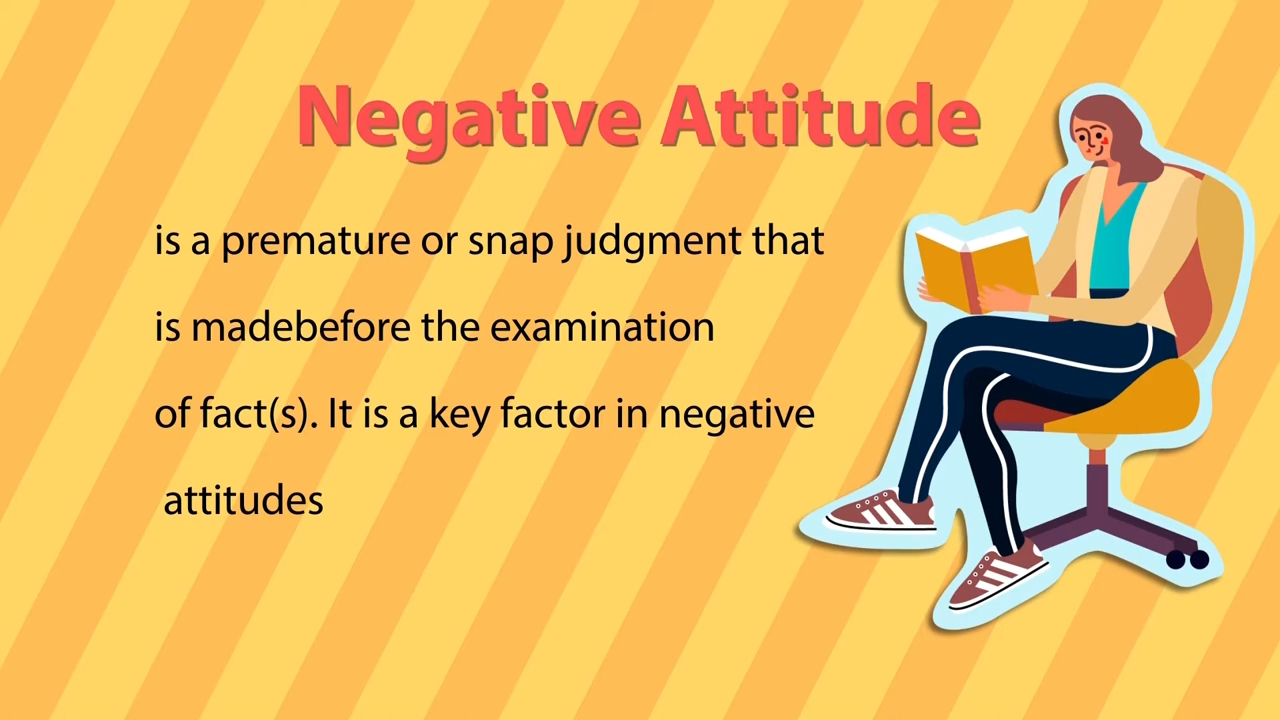 Negative Attitude
is a premature or snap judgment that
is madebefore the examination
of fact(s). It is a key factor in negative
attitudes